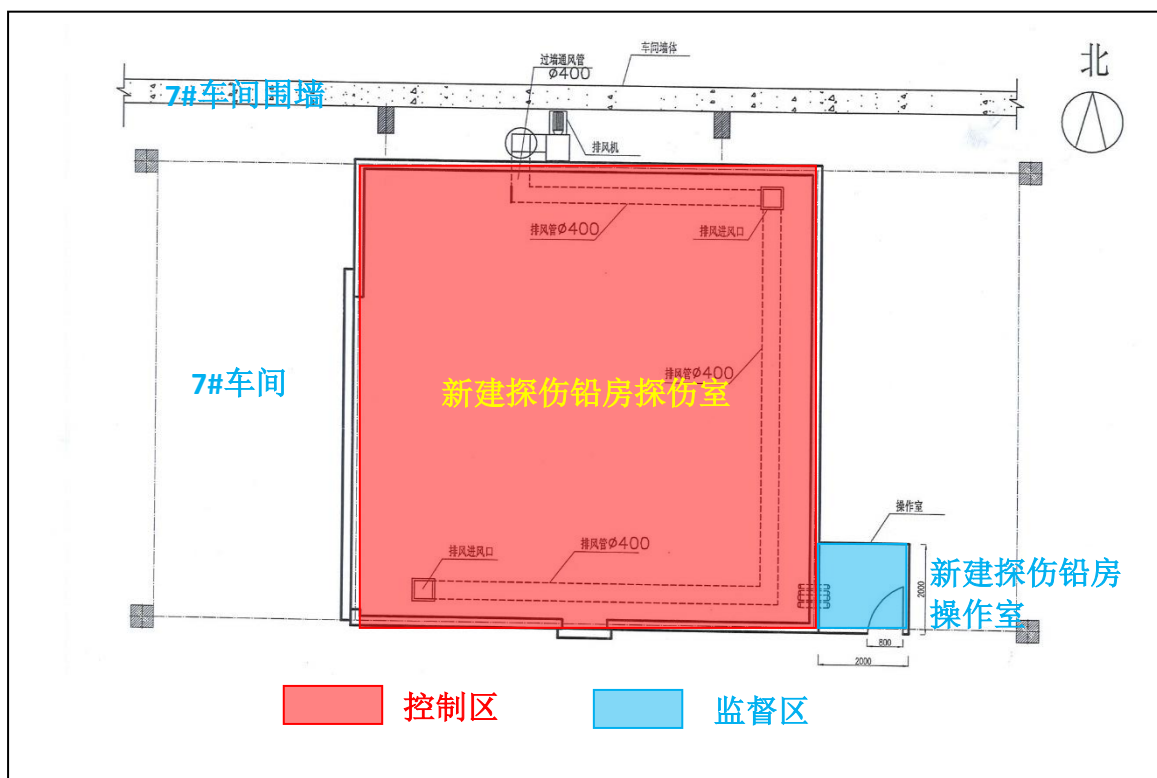 车间墙体
过墙通风管
Ø400
北
7#车间围墙
排风机
排风管Ø400
排风进风口
7#车间
排风管Ø400
新建探伤铅房探伤室
操作室
排风进风口
排风管Ø400
新建探伤铅房
操作室
2000
800
2000
控制区
监督区